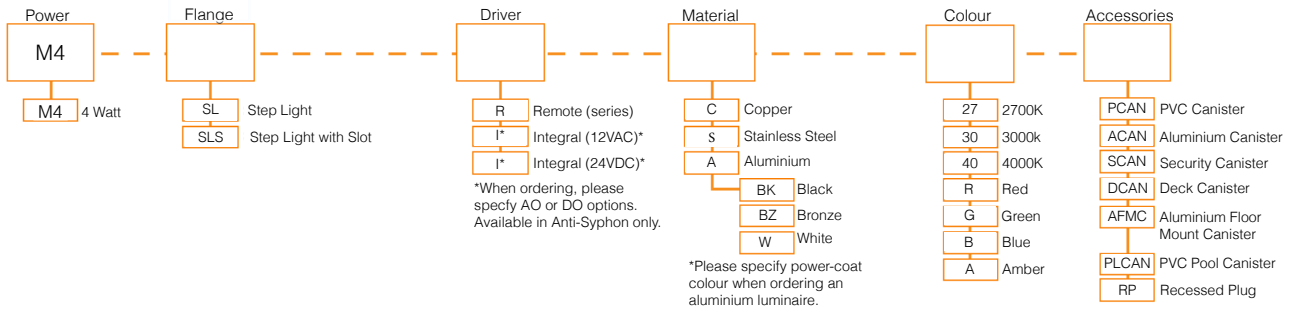 Power
M4
M4 4 Watt
Flange
SL Step Light
SLS Step Light with Slot
Driver
R Remote (series)
I* Integral (12VAC)*
I* Integral (24VDC)*
*When ordering, please
specfy AO or DO options.
Available in Anti-Syphon only.
Material
C Copper
S Stainless Steel
A Aluminium
BK Black
BZ Bronze
W White
*Please specify power-coat
colour when ordering an
aluminium luminaire.
Colour
27 2700K
30 3000k
40 4000K
R Red
G Green
B Blue
A Amber
Accessories
PCAN PVC Canister
ACAN Aluminium Canister
SCAN Security Canister
DCAN Deck Canister
AFMC Aluminium Floor
Mount Canister
PLCAN PVC Pool Canister
RP Recessed Plug